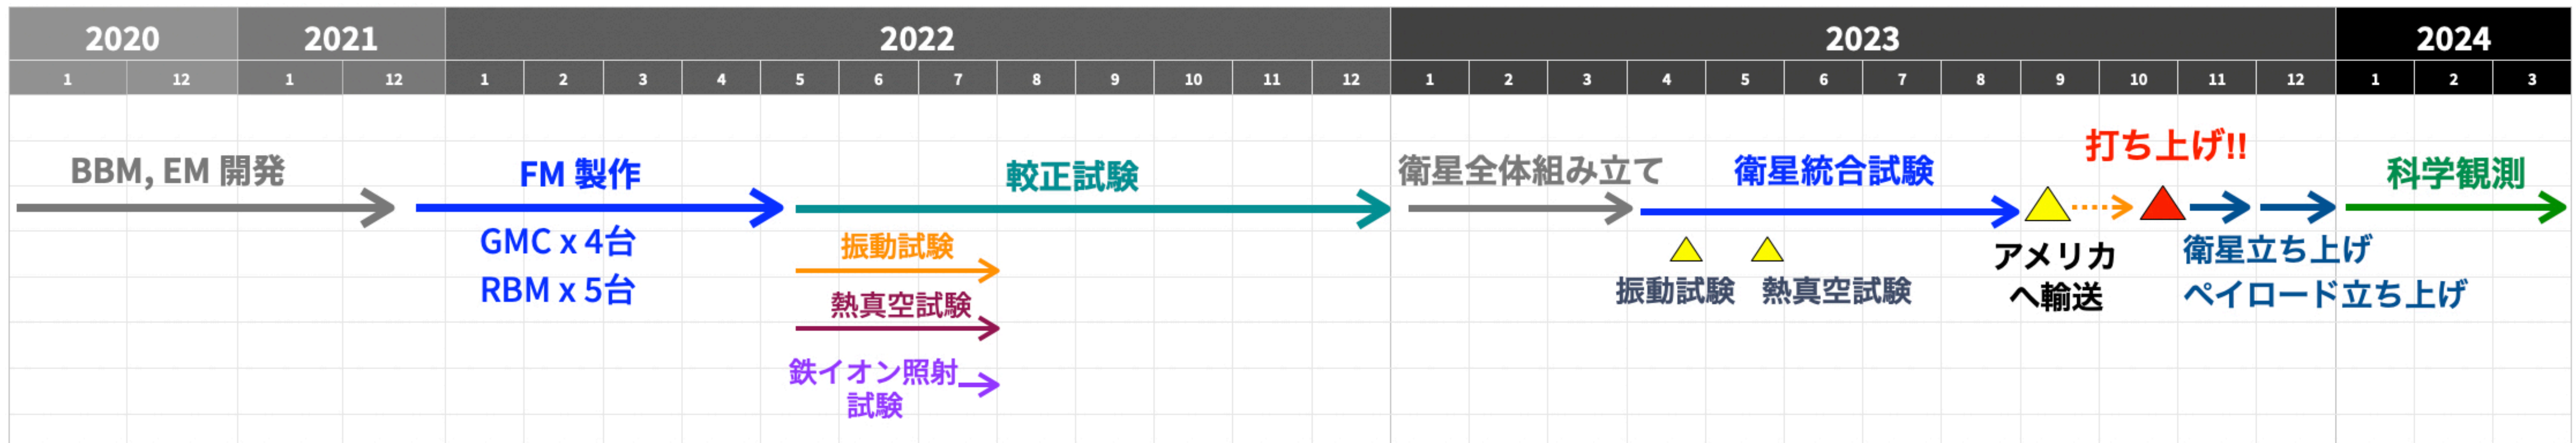 2020 2021 2022 2023 2024
1 12 1 12 1 2 3 4 5 6 7 8 9 10 11 12 1 2 3 4 5 6 7 8 9 10 11 12 1 2 3
BBM, EM 開発
FM 製作
GMC x 4台
RBM x 5台
較正試験
振動試験
熱真空試験
鉄イオン照射
試験
衛星全体組み立て
衛星統合試験
振動試験
熱真空試験
アメリカ
へ輸送
打ち上げ!!
衛星立ち上げ
ペイロード立ち上げ
科学観測